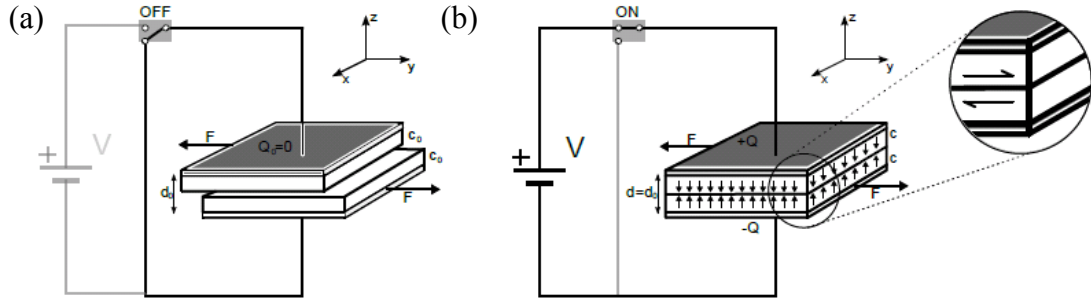 (a)
OFF
z
y
x
+
V
F
Q₀=0
c₀
c₀
d₀
F
(b)
ON
z
y
x
+
V
F
+Q
c
c
d=d₀
F
-Q